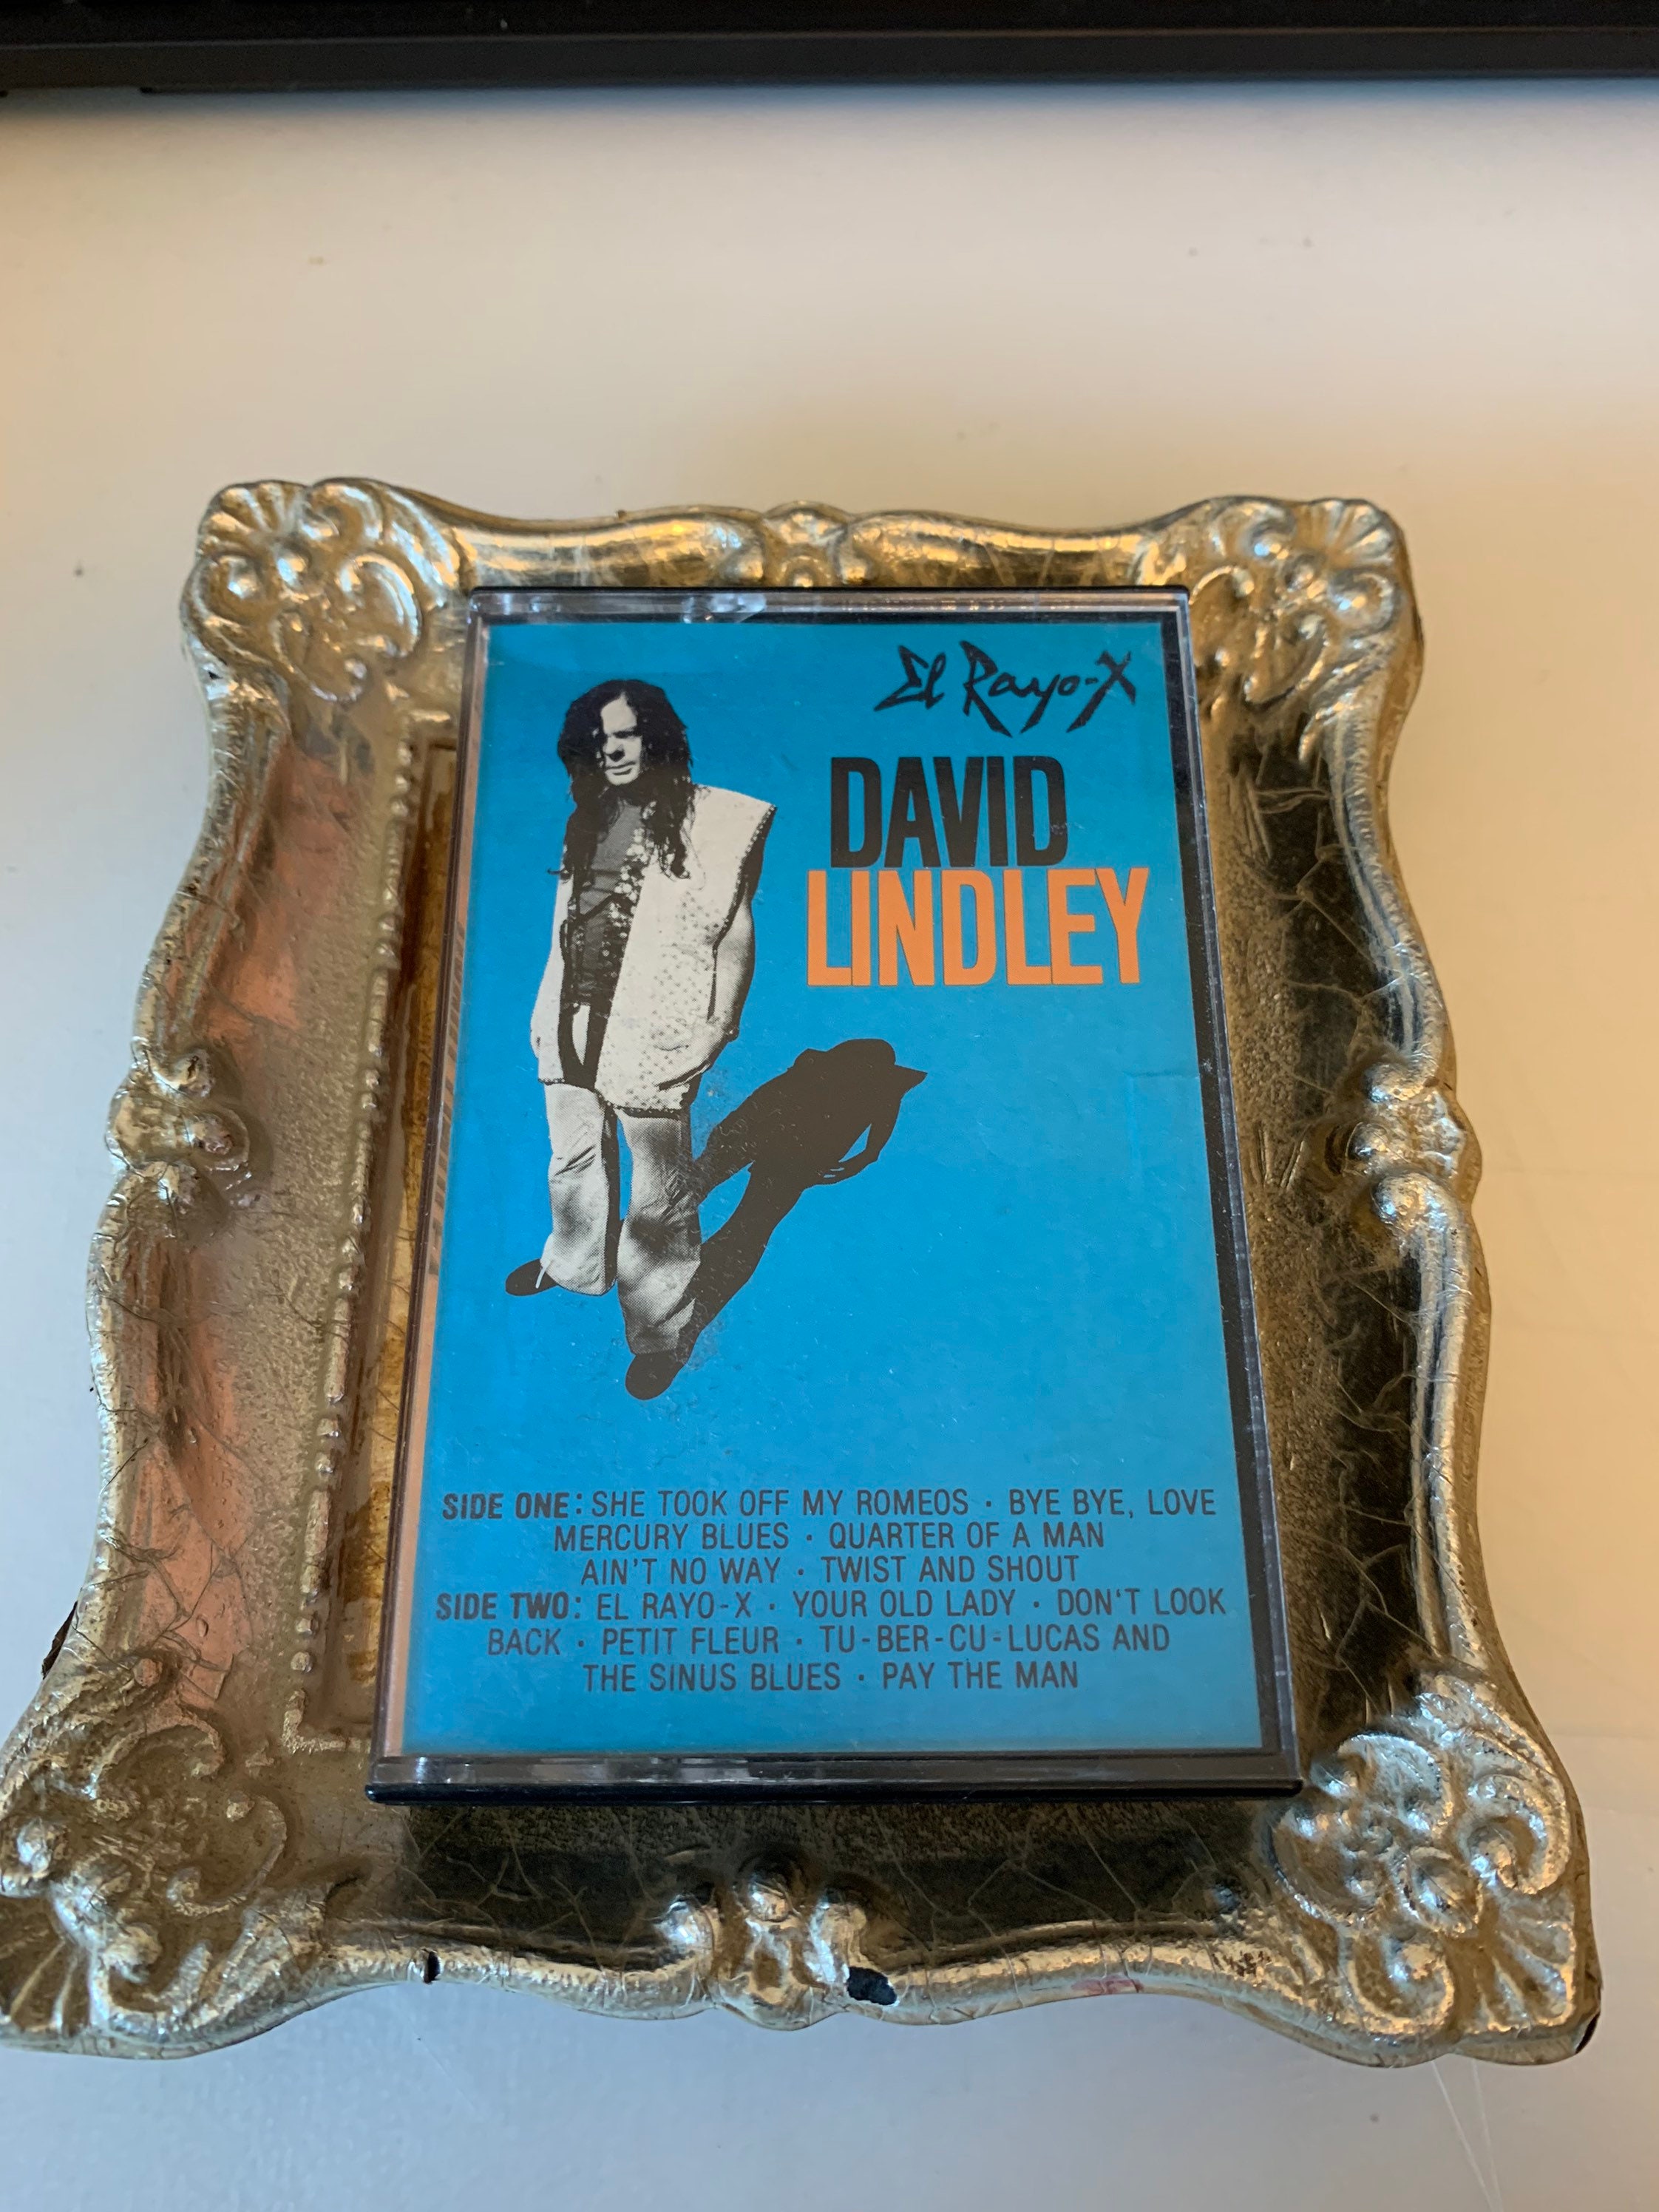 El Rayo-X
DAVID
LINDLEY
SIDE ONE: SHE TOOK OFF MY ROMEOS · BYE BYE, LOVE
MERCURY BLUES · QUARTER OF A MAN
AIN'T NO WAY · TWIST AND SHOUT
SIDE TWO: EL RAYO-X · YOUR OLD LADY · DON'T LOOK
BACK · PETIT FLEUR · TU-BER-CU-LUCAS AND
THE SINUS BLUES · PAY THE MAN